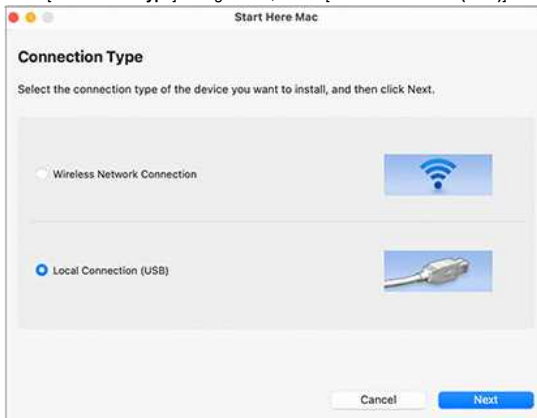 Start Here Mac
Connection Type
Select the connection type of the device you want to install, and then click Next.
Wireless Network Connection
Local Connection (USB)
Cancel Next